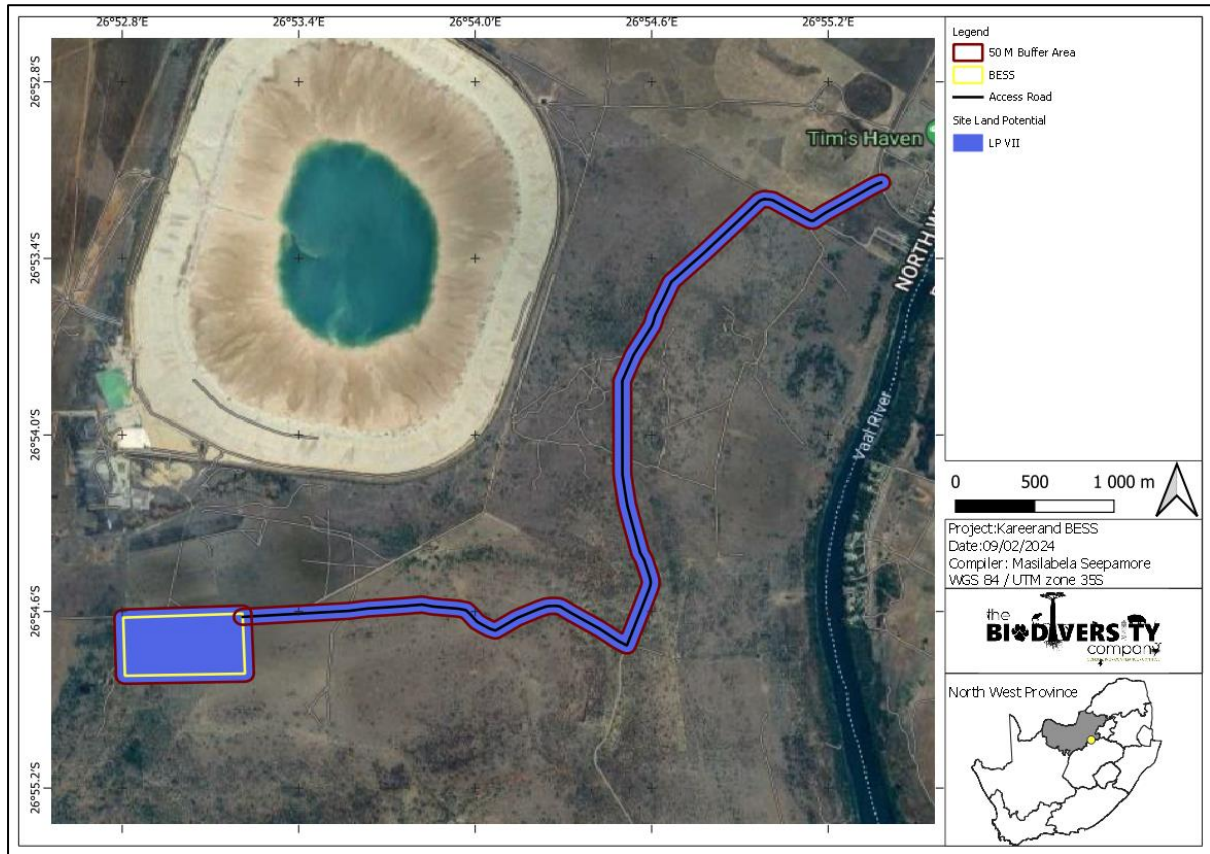 26°52.8'E 26°53.4'E 26°54.0'E 26°54.6'E 26°55.2'E
26°52.8'S
26°53.4'S
26°54.0'S
26°54.6'S
26°55.2'S
Tim's Haven
NORTH W
Vaal River
Legend
50 M Buffer Area
BESS
Access Road
Site Land Potential
LP VII
0 500 1 000 m
Project:Kareerand BESS
Date:09/02/2024
Compiler: Masilabela Seepamore
WGS 84 / UTM zone 35S
the
BIODIVERSITY
company
North West Province